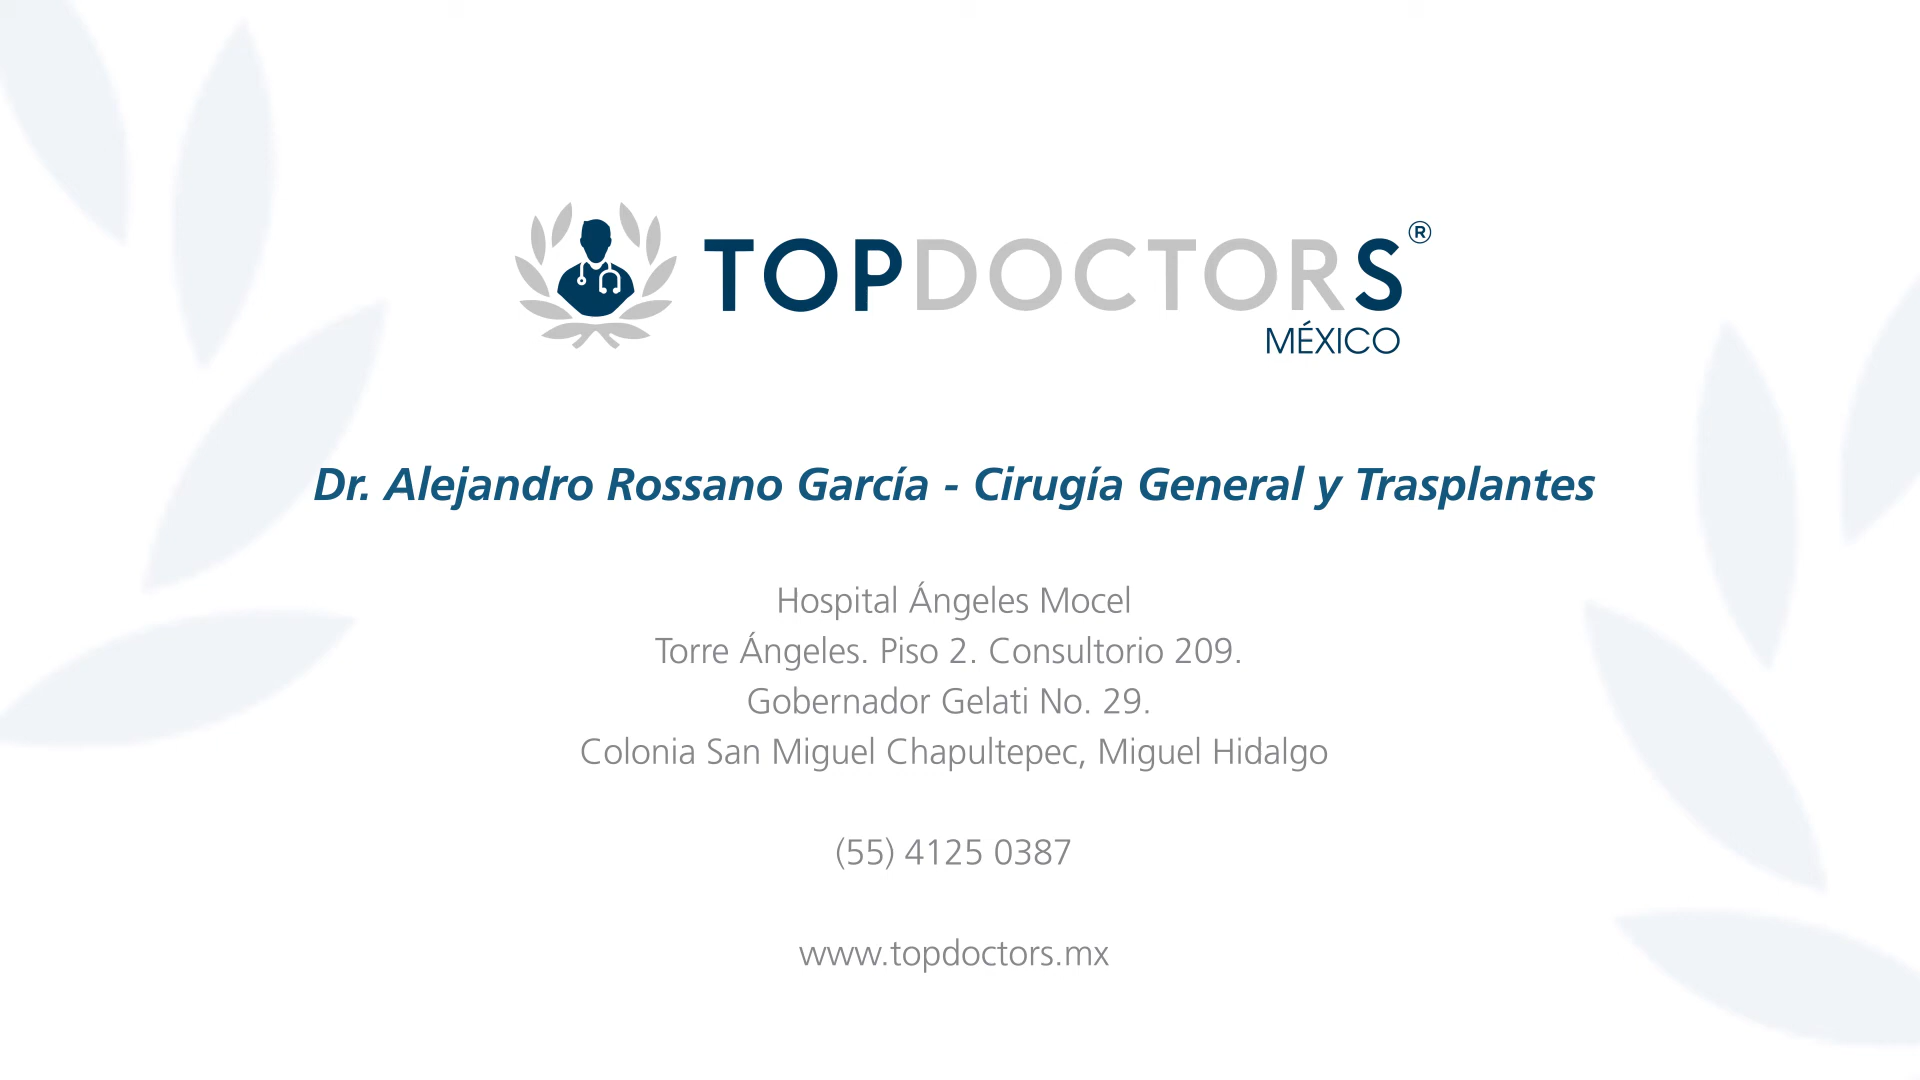 TOPDOCTORS®
MÉXICO
Dr. Alejandro Rossano García - Cirugía General y Trasplantes
Hospital Ángeles Mocel
Torre Ángeles. Piso 2. Consultorio 209.
Gobernador Gelati No. 29.
Colonia San Miguel Chapultepec, Miguel Hidalgo
(55) 4125 0387
www.topdoctors.mx